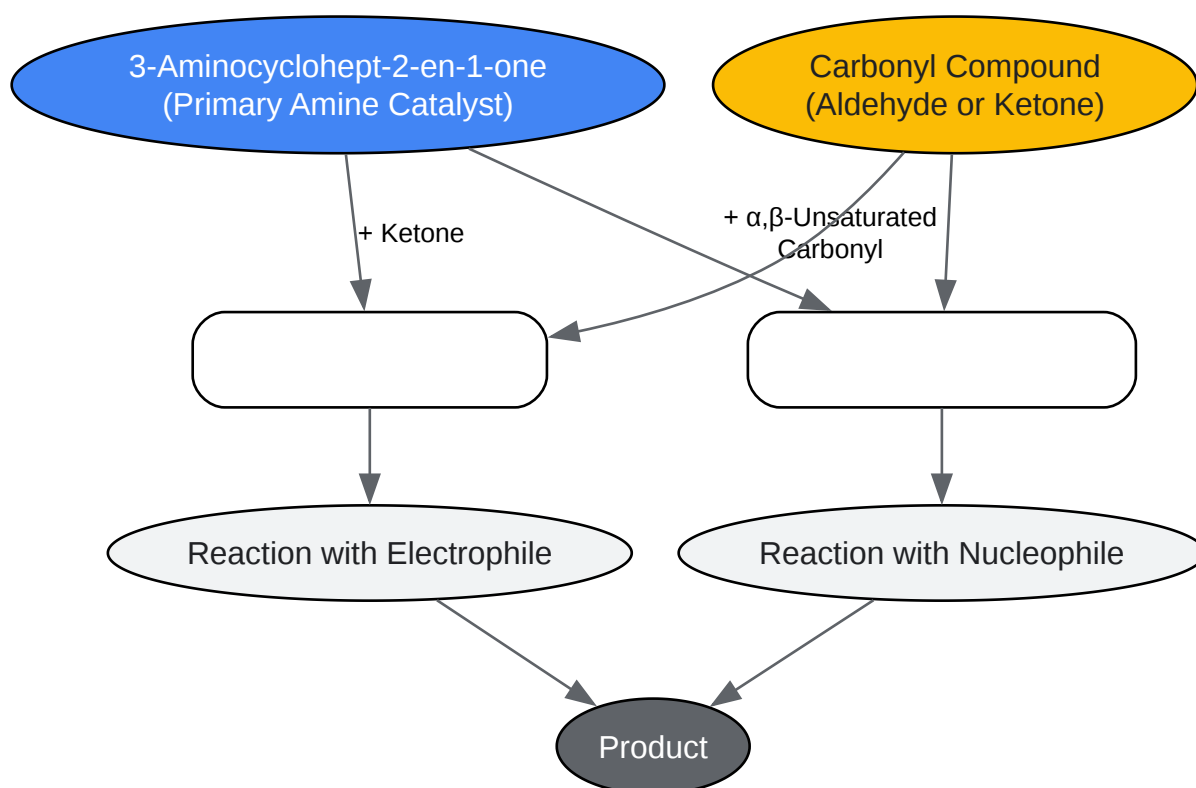 3-Aminocyclohept-2-en-1-one
(Primary Amine Catalyst)
Carbonyl Compound
(Aldehyde or Ketone)
+ Ketone
+ α,β-Unsaturated
Carbonyl
Reaction with Electrophile
Reaction with Nucleophile
Product